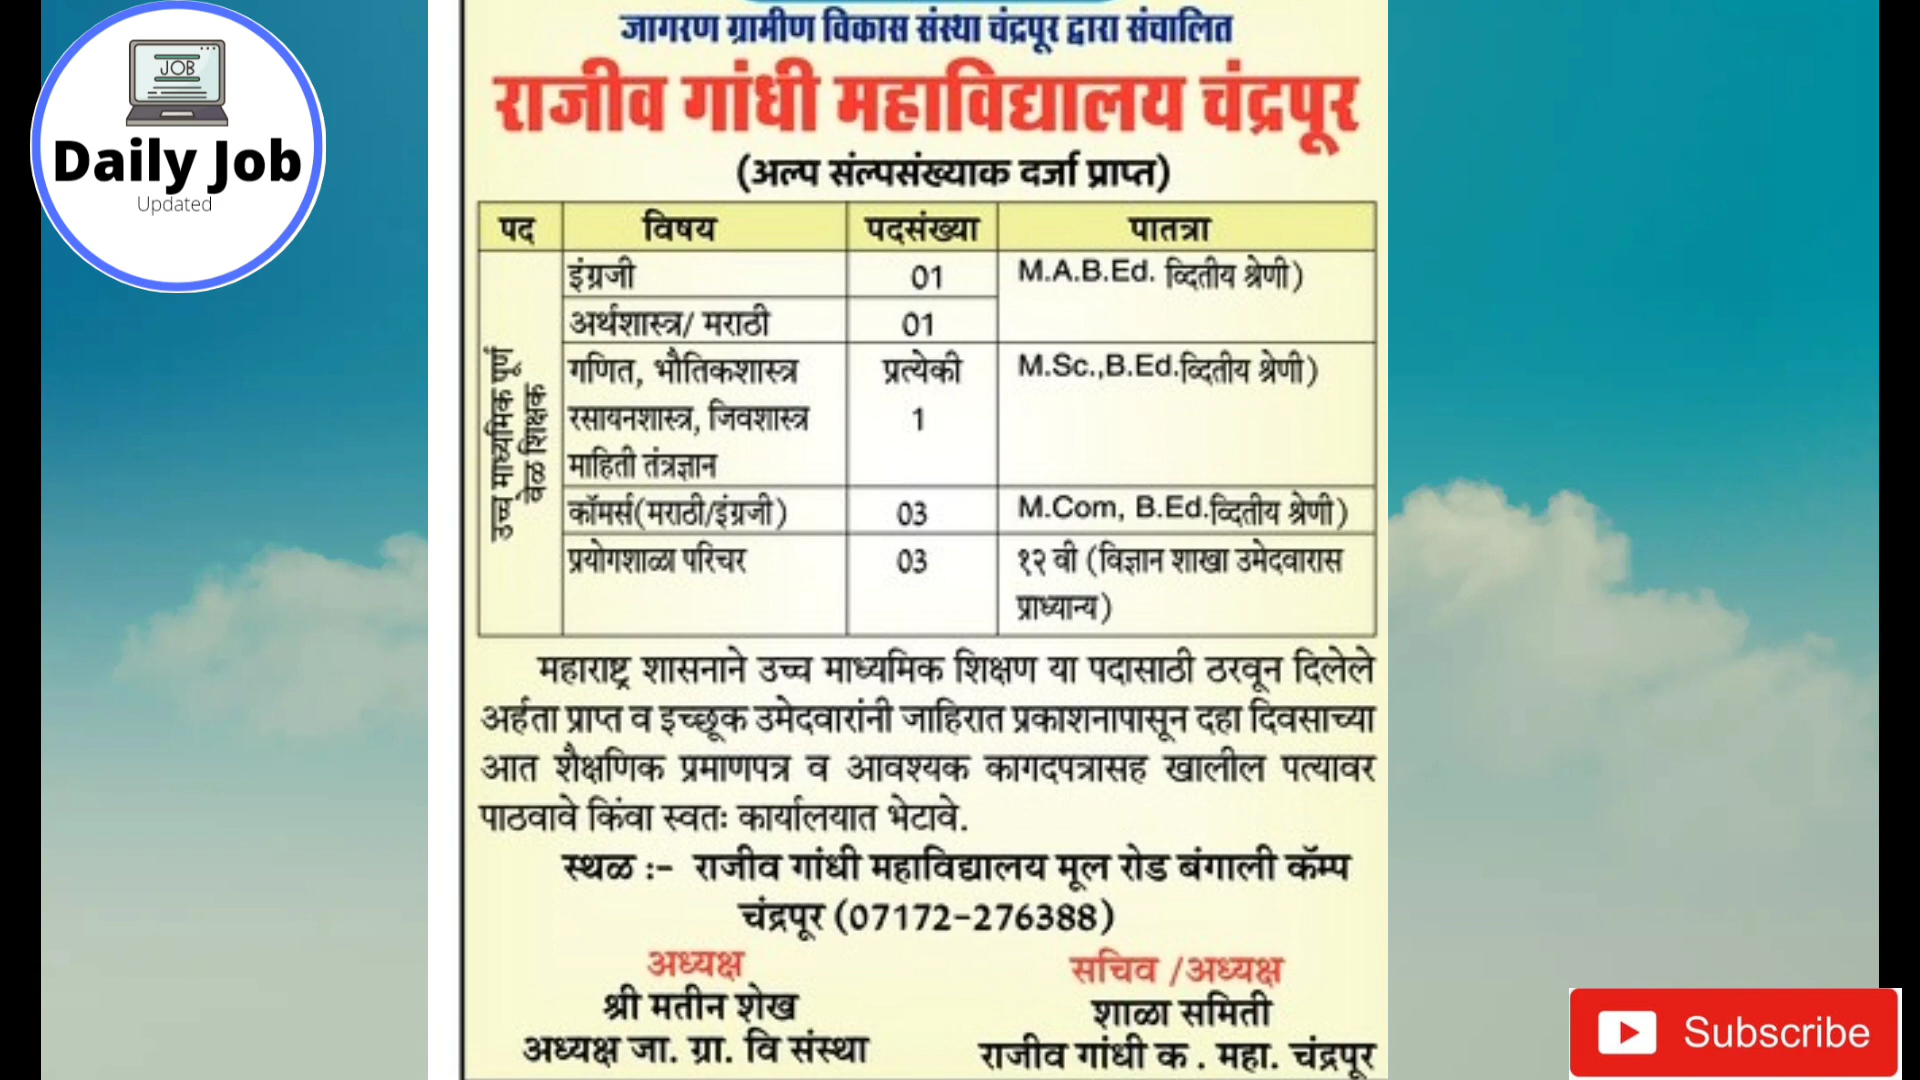 JOB
Daily Job
Updated
जागरण ग्रामीण विकास संस्था चंद्रपूर द्वारा संचालित
राजीव गांधी महाविद्यालय चंद्रपूर
(अल्प संल्पसंख्याक दर्जा प्राप्त)
पद विषय पदसंख्या पातत्रा
उच्च माध्यमिक पूर्ण
वेळ शिक्षक
इंग्रजी 01 M.A.B.Ed. व्दितीय श्रेणी)
अर्थशास्त्र/ मराठी 01
गणित, भौतिकशास्त्र प्रत्येकी M.Sc.,B.Ed.व्दितीय श्रेणी)
रसायनशास्त्र, जिवशास्त्र 1
माहिती तंत्रज्ञान
कॉमर्स(मराठी/इंग्रजी) 03 M.Com, B.Ed.व्दितीय श्रेणी)
प्रयोगशाळा परिचर 03 १२ वी (विज्ञान शाखा उमेदवारास
प्राध्यान्य)
महाराष्ट्र शासनाने उच्च माध्यमिक शिक्षण या पदासाठी ठरवून दिलेले
अर्हता प्राप्त व इच्छूक उमेदवारांनी जाहिरात प्रकाशनापासून दहा दिवसाच्या
आत शैक्षणिक प्रमाणपत्र व आवश्यक कागदपत्रासह खालील पत्यावर
पाठवावे किंवा स्वतः कार्यालयात भेटावे.
स्थळ :- राजीव गांधी महाविद्यालय मूल रोड बंगाली कॅम्प
चंद्रपूर (07172-276388)
अध्यक्ष
श्री मतीन शेख
अध्यक्ष जा. ग्रा. वि संस्था
सचिव /अध्यक्ष
शाळा समिती
राजीव गांधी क . महा. चंद्रपूर
Subscribe